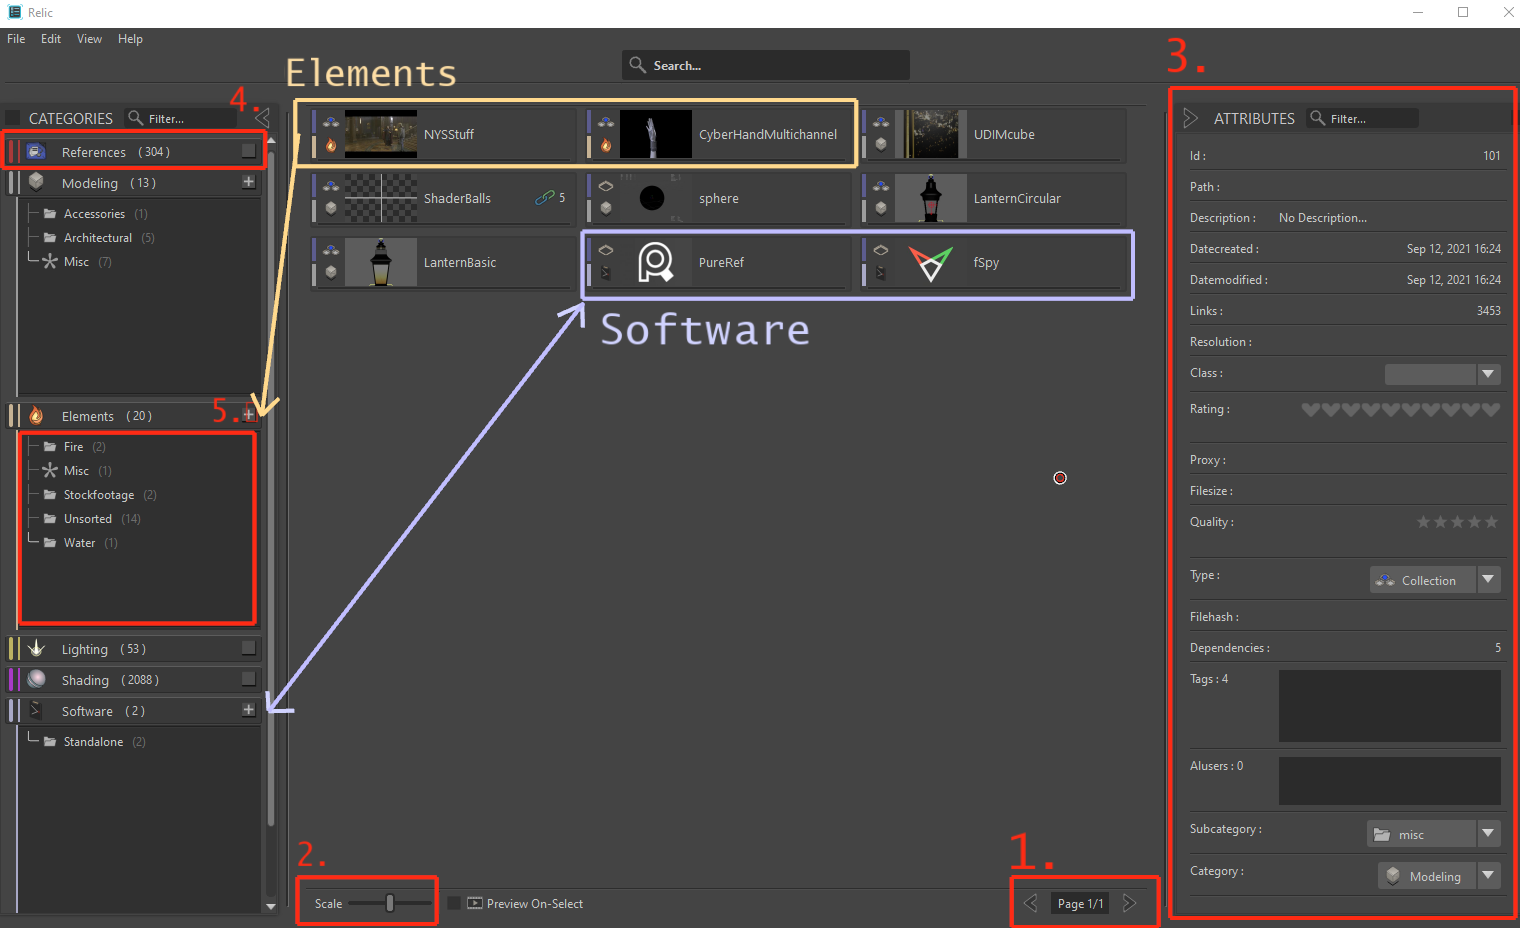 Relic
File Edit View Help
Search...
Elements
3.
4.
CATEGORIES Filter...
References (304)
Modeling (13)
Accessories (1)
Architectural (5)
Misc (7)
5.
Elements (20)
Fire (2)
Misc (1)
Stockfootage (2)
Unsorted (14)
Water (1)
Lighting (53)
Shading (2088)
Software (2)
Standalone (2)
NYSStuff
CyberHandMultichannel
UDIMcube
ShaderBalls 5
sphere
LanternCircular
LanternBasic
PureRef
fSpy
Software
2.
Scale
Preview On-Select
1.
Page 1/1
ATTRIBUTES Filter...
Id : 101
Path :
Description : No Description...
Datecreated : Sep 12, 2021 16:24
Datemodified : Sep 12, 2021 16:24
Links : 3453
Resolution :
Class :
Rating :
Proxy :
Filesize :
Quality :
Type : Collection
Filehash :
Dependencies : 5
Tags : 4
Alusers : 0
Subcategory : misc
Category : Modeling